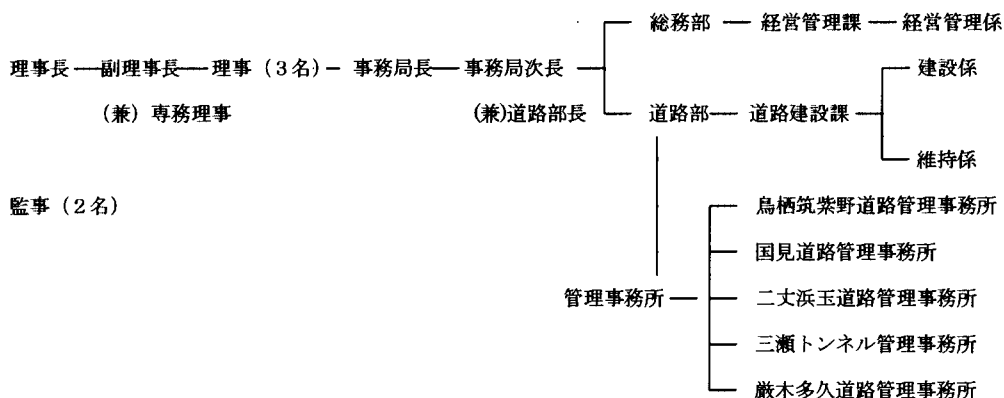 総務部 経営管理課 経営管理係
理事長 副理事長 理事（3名） 事務局長 事務局次長 建設係
（兼）専務理事 (兼)道路部長 道路部 道路建設課
維持係
監事（2名） 鳥栖筑紫野道路管理事務所
国見道路管理事務所
管理事務所 二丈浜玉道路管理事務所
三瀬トンネル管理事務所
厳木多久道路管理事務所